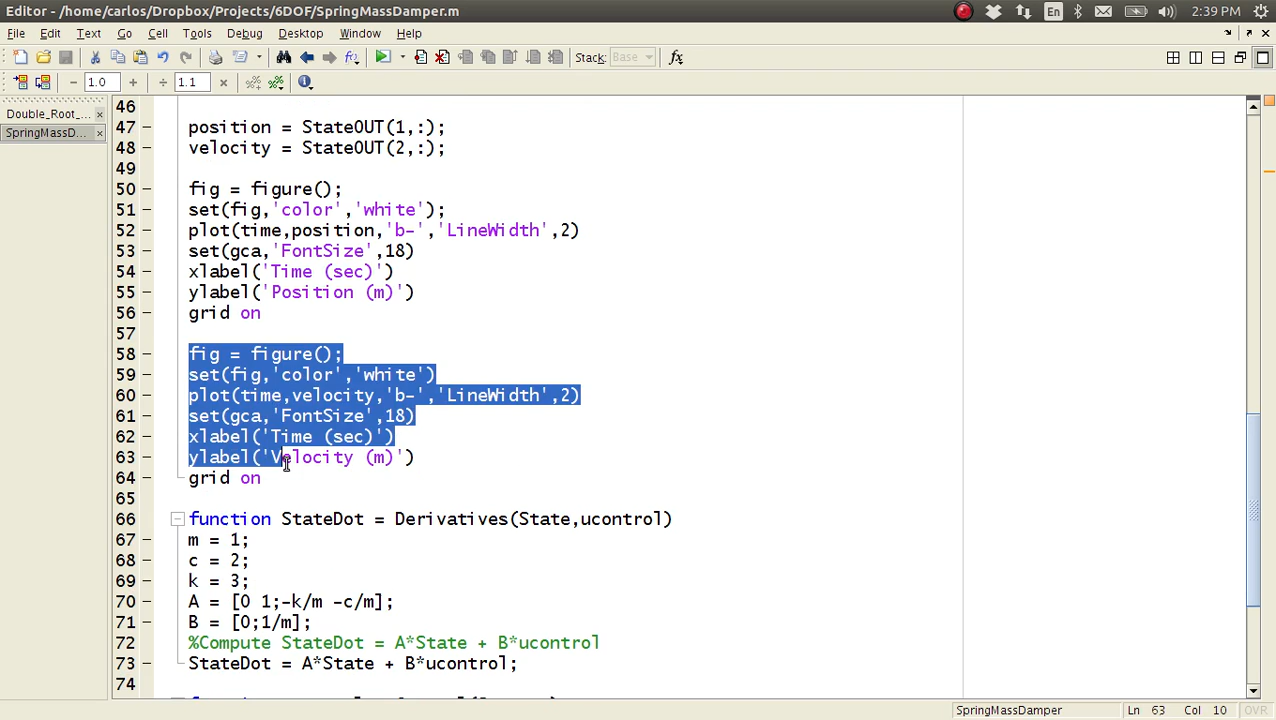 Editor - /home/carlos/Dropbox/Projects/6DOF/SpringMassDamper.m
En
2:39 PM
File Edit Text Go Cell Tools Debug Desktop Window Help
Stack: Base
fx
− 1.0 + ÷ 1.1 ×
Double_Root_...
SpringMassD...
46
47 position = StateOUT(1,:);
48 velocity = StateOUT(2,:);
49
50 fig = figure();
51 set(fig,'color','white');
52 plot(time,position,'b-','LineWidth',2)
53 set(gca,'FontSize',18)
54 xlabel('Time (sec)')
55 ylabel('Position (m)')
56 grid on
57
58 fig = figure();
59 set(fig,'color','white')
60 plot(time,velocity,'b-','LineWidth',2)
61 set(gca,'FontSize',18)
62 xlabel('Time (sec)')
63 ylabel('Velocity (m)')
64 grid on
65
66 function StateDot = Derivatives(State,ucontrol)
67 m = 1;
68 c = 2;
69 k = 3;
70 A = [0 1;-k/m -c/m];
71 B = [0;1/m];
72 %Compute StateDot = A*State + B*ucontrol
73 StateDot = A*State + B*ucontrol;
74
SpringMassDamper Ln 63 Col 10 OVR